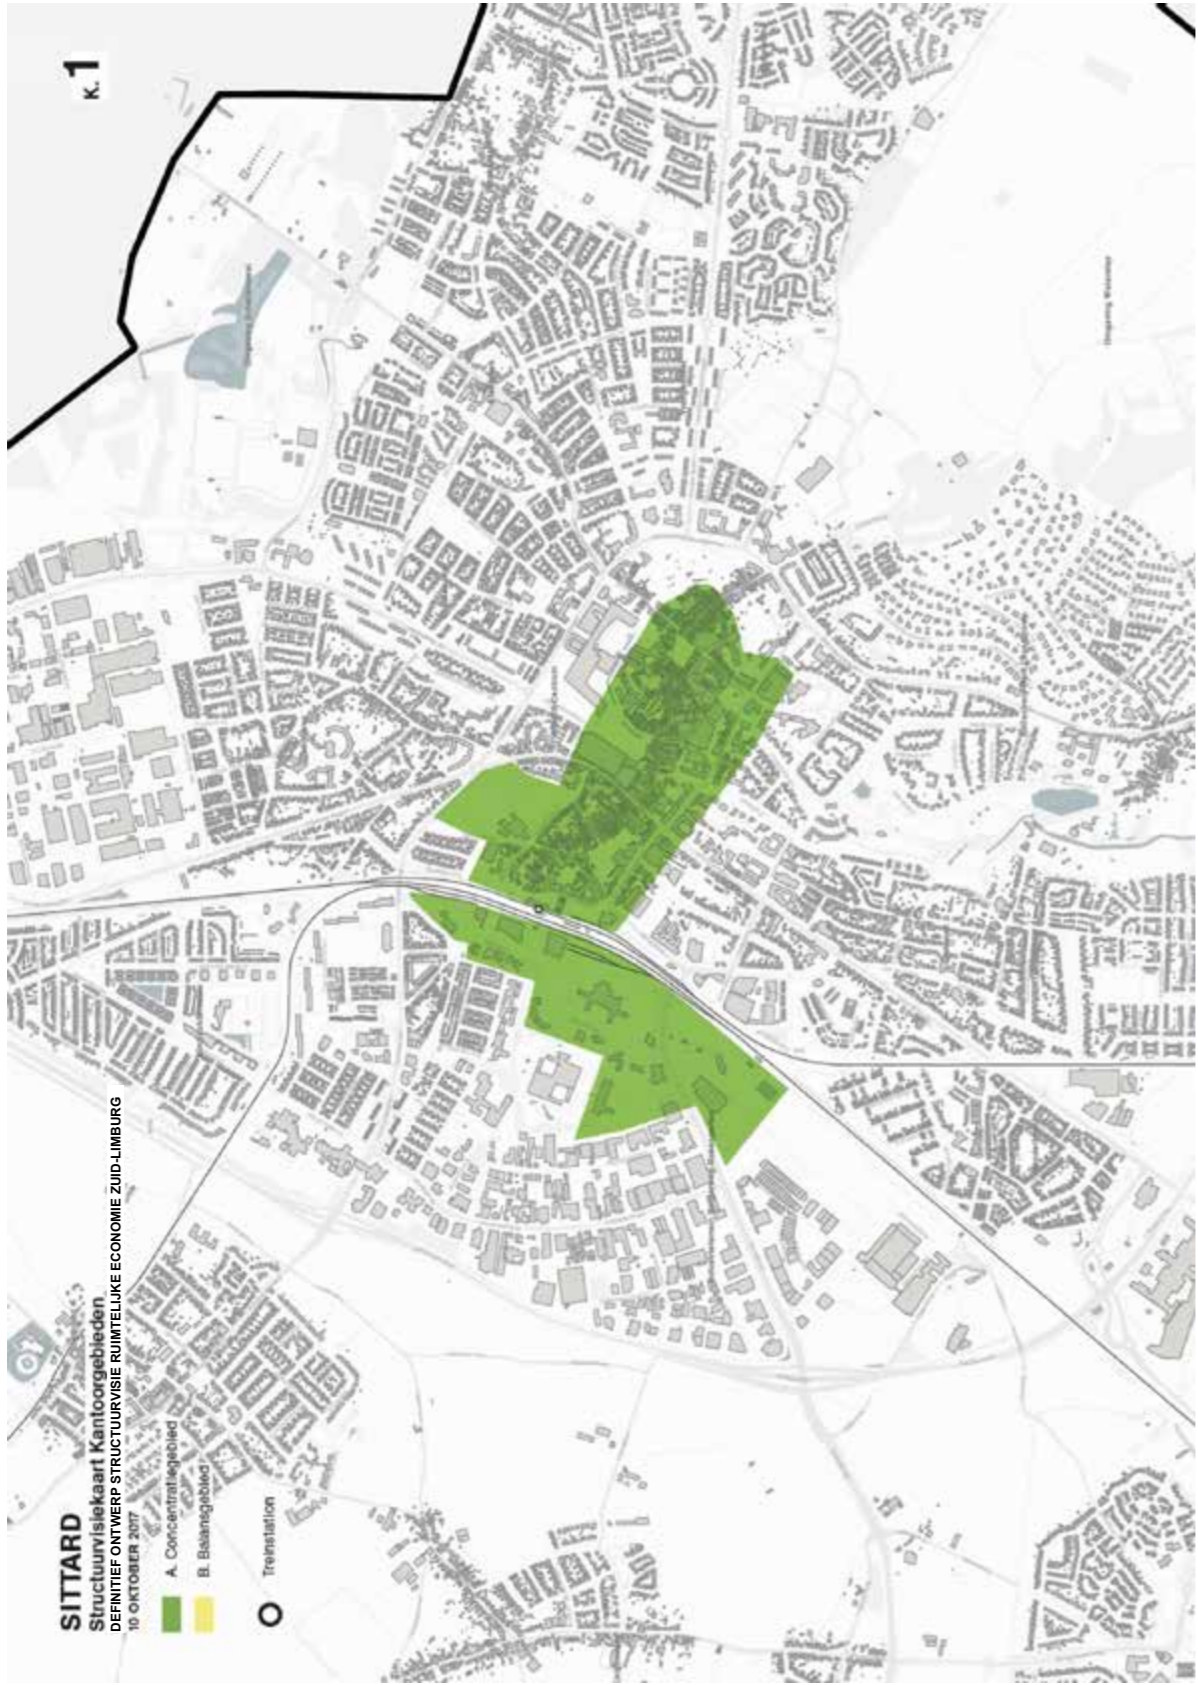 K.1
SITTARD
Structuurvisiekaart Kantoorgebieden
DEFINITIEF ONTWERP STRUCTUURVISIE RUIMTELIJKE ECONOMIE ZUID-LIMBURG
10 OKTOBER 2017
A. Concentratiegebied
B. Balansgebied
Treinstation